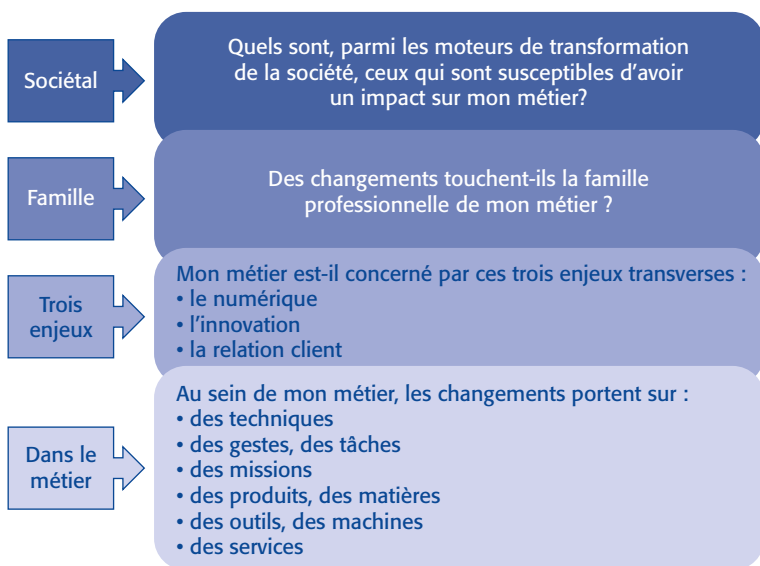 Sociétal
Quels sont, parmi les moteurs de transformation
de la société, ceux qui sont susceptibles d'avoir
un impact sur mon métier?
Famille
Des changements touchent-ils la famille
professionnelle de mon métier ?
Trois
enjeux
Mon métier est-il concerné par ces trois enjeux transverses :
• le numérique
• l'innovation
• la relation client
Dans le
métier
Au sein de mon métier, les changements portent sur :
• des techniques
• des gestes, des tâches
• des missions
• des produits, des matières
• des outils, des machines
• des services